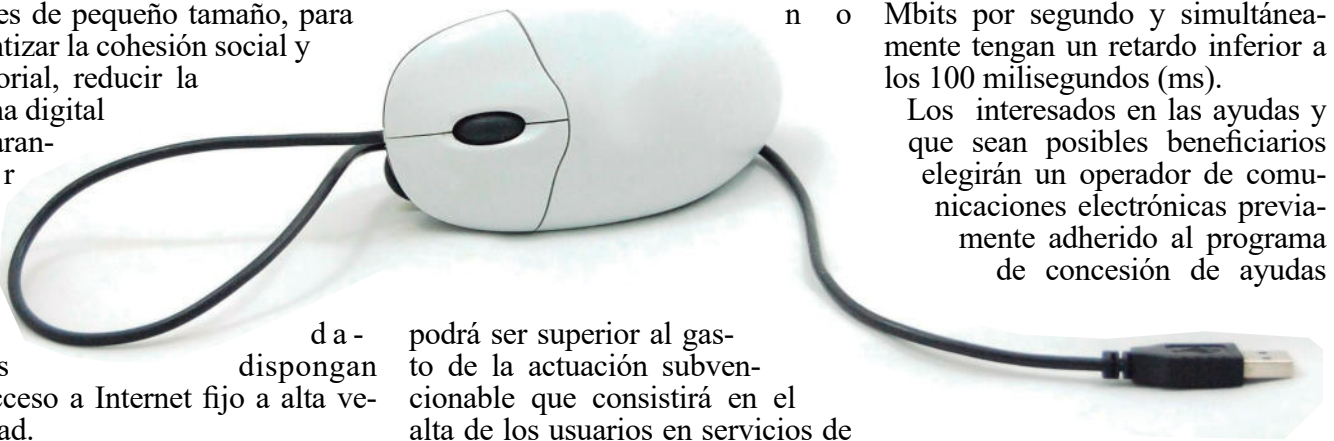 es de pequeño tamaño, para
ntizar la cohesión social y
orial, reducir la
a digital
aran-
r
da-
s dispongan
cceso a Internet fijo a alta ve-
ad.
n o
podrá ser superior al gas-
to de la actuación subven-
cionable que consistirá en el
alta de los usuarios en servicios de
Mbits por segundo y simultánea-
mente tengan un retardo inferior a
los 100 milisegundos (ms).
Los interesados en las ayudas y
que sean posibles beneficiarios
elegirán un operador de comu-
nicaciones electrónicas previa-
mente adherido al programa
de concesión de ayudas